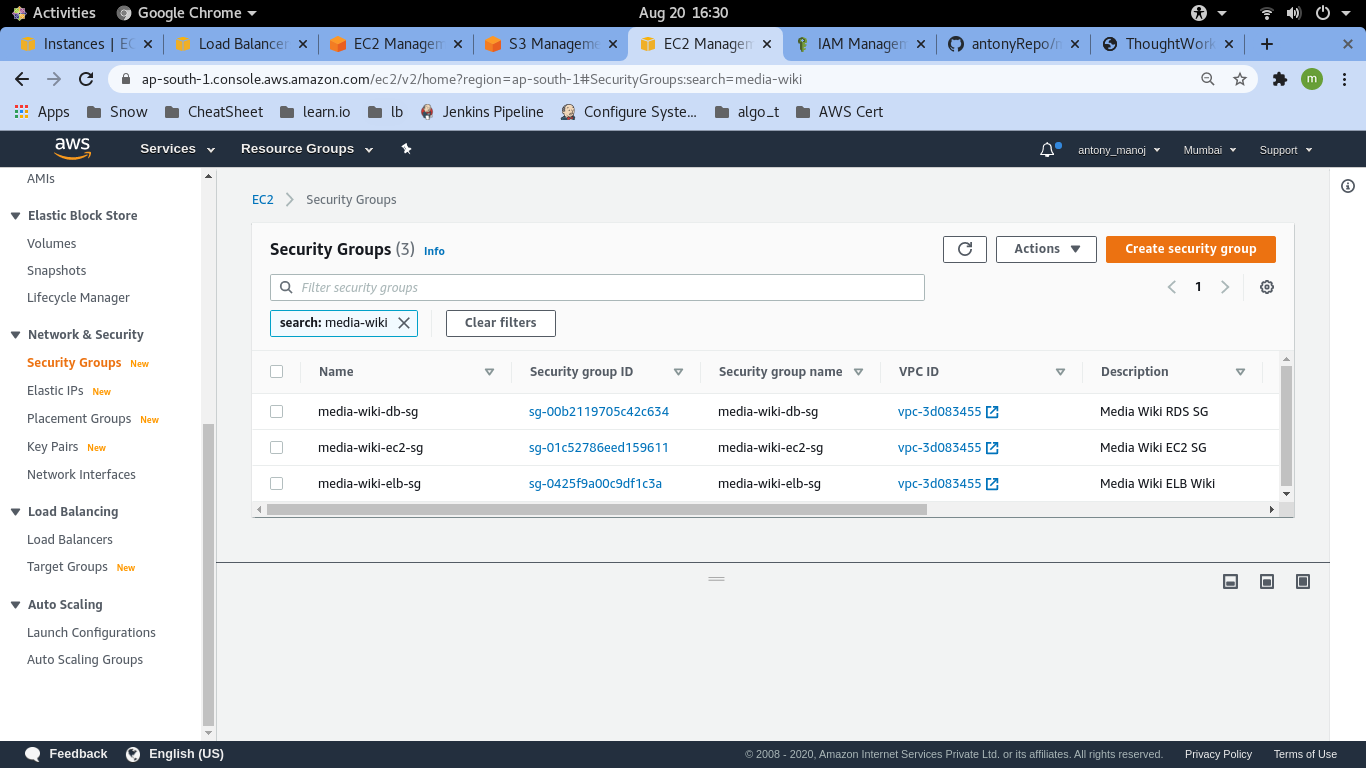 Activities Google Chrome Aug 20 16:30
Instances | EC Load Balancer EC2 Managem S3 Manageme EC2 Managem IAM Managem antonyRepo/m ThoughtWork
ap-south-1.console.aws.amazon.com/ec2/v2/home?region=ap-south-1#SecurityGroups:search=media-wiki m
Apps Snow CheatSheet learn.io lb Jenkins Pipeline Configure Syste... algo_t AWS Cert
aws Services Resource Groups antony_manoj Mumbai Support
AMIs
Elastic Block Store
Volumes
Snapshots
Lifecycle Manager
Network & Security
Security Groups New
Elastic IPs New
Placement Groups New
Key Pairs New
Network Interfaces
Load Balancing
Load Balancers
Target Groups New
Auto Scaling
Launch Configurations
Auto Scaling Groups
EC2 Security Groups
Security Groups (3) Info Actions Create security group
Filter security groups 1
search: media-wiki Clear filters
Name Security group ID Security group name VPC ID Description
media-wiki-db-sg sg-00b2119705c42c634 media-wiki-db-sg vpc-3d083455 Media Wiki RDS SG
media-wiki-ec2-sg sg-01c52786eed159611 media-wiki-ec2-sg vpc-3d083455 Media Wiki EC2 SG
media-wiki-elb-sg sg-0425f9a00c9df1c3a media-wiki-elb-sg vpc-3d083455 Media Wiki ELB Wiki
Feedback English (US) © 2008 - 2020, Amazon Internet Services Private Ltd. or its affiliates. All rights reserved. Privacy Policy Terms of Use